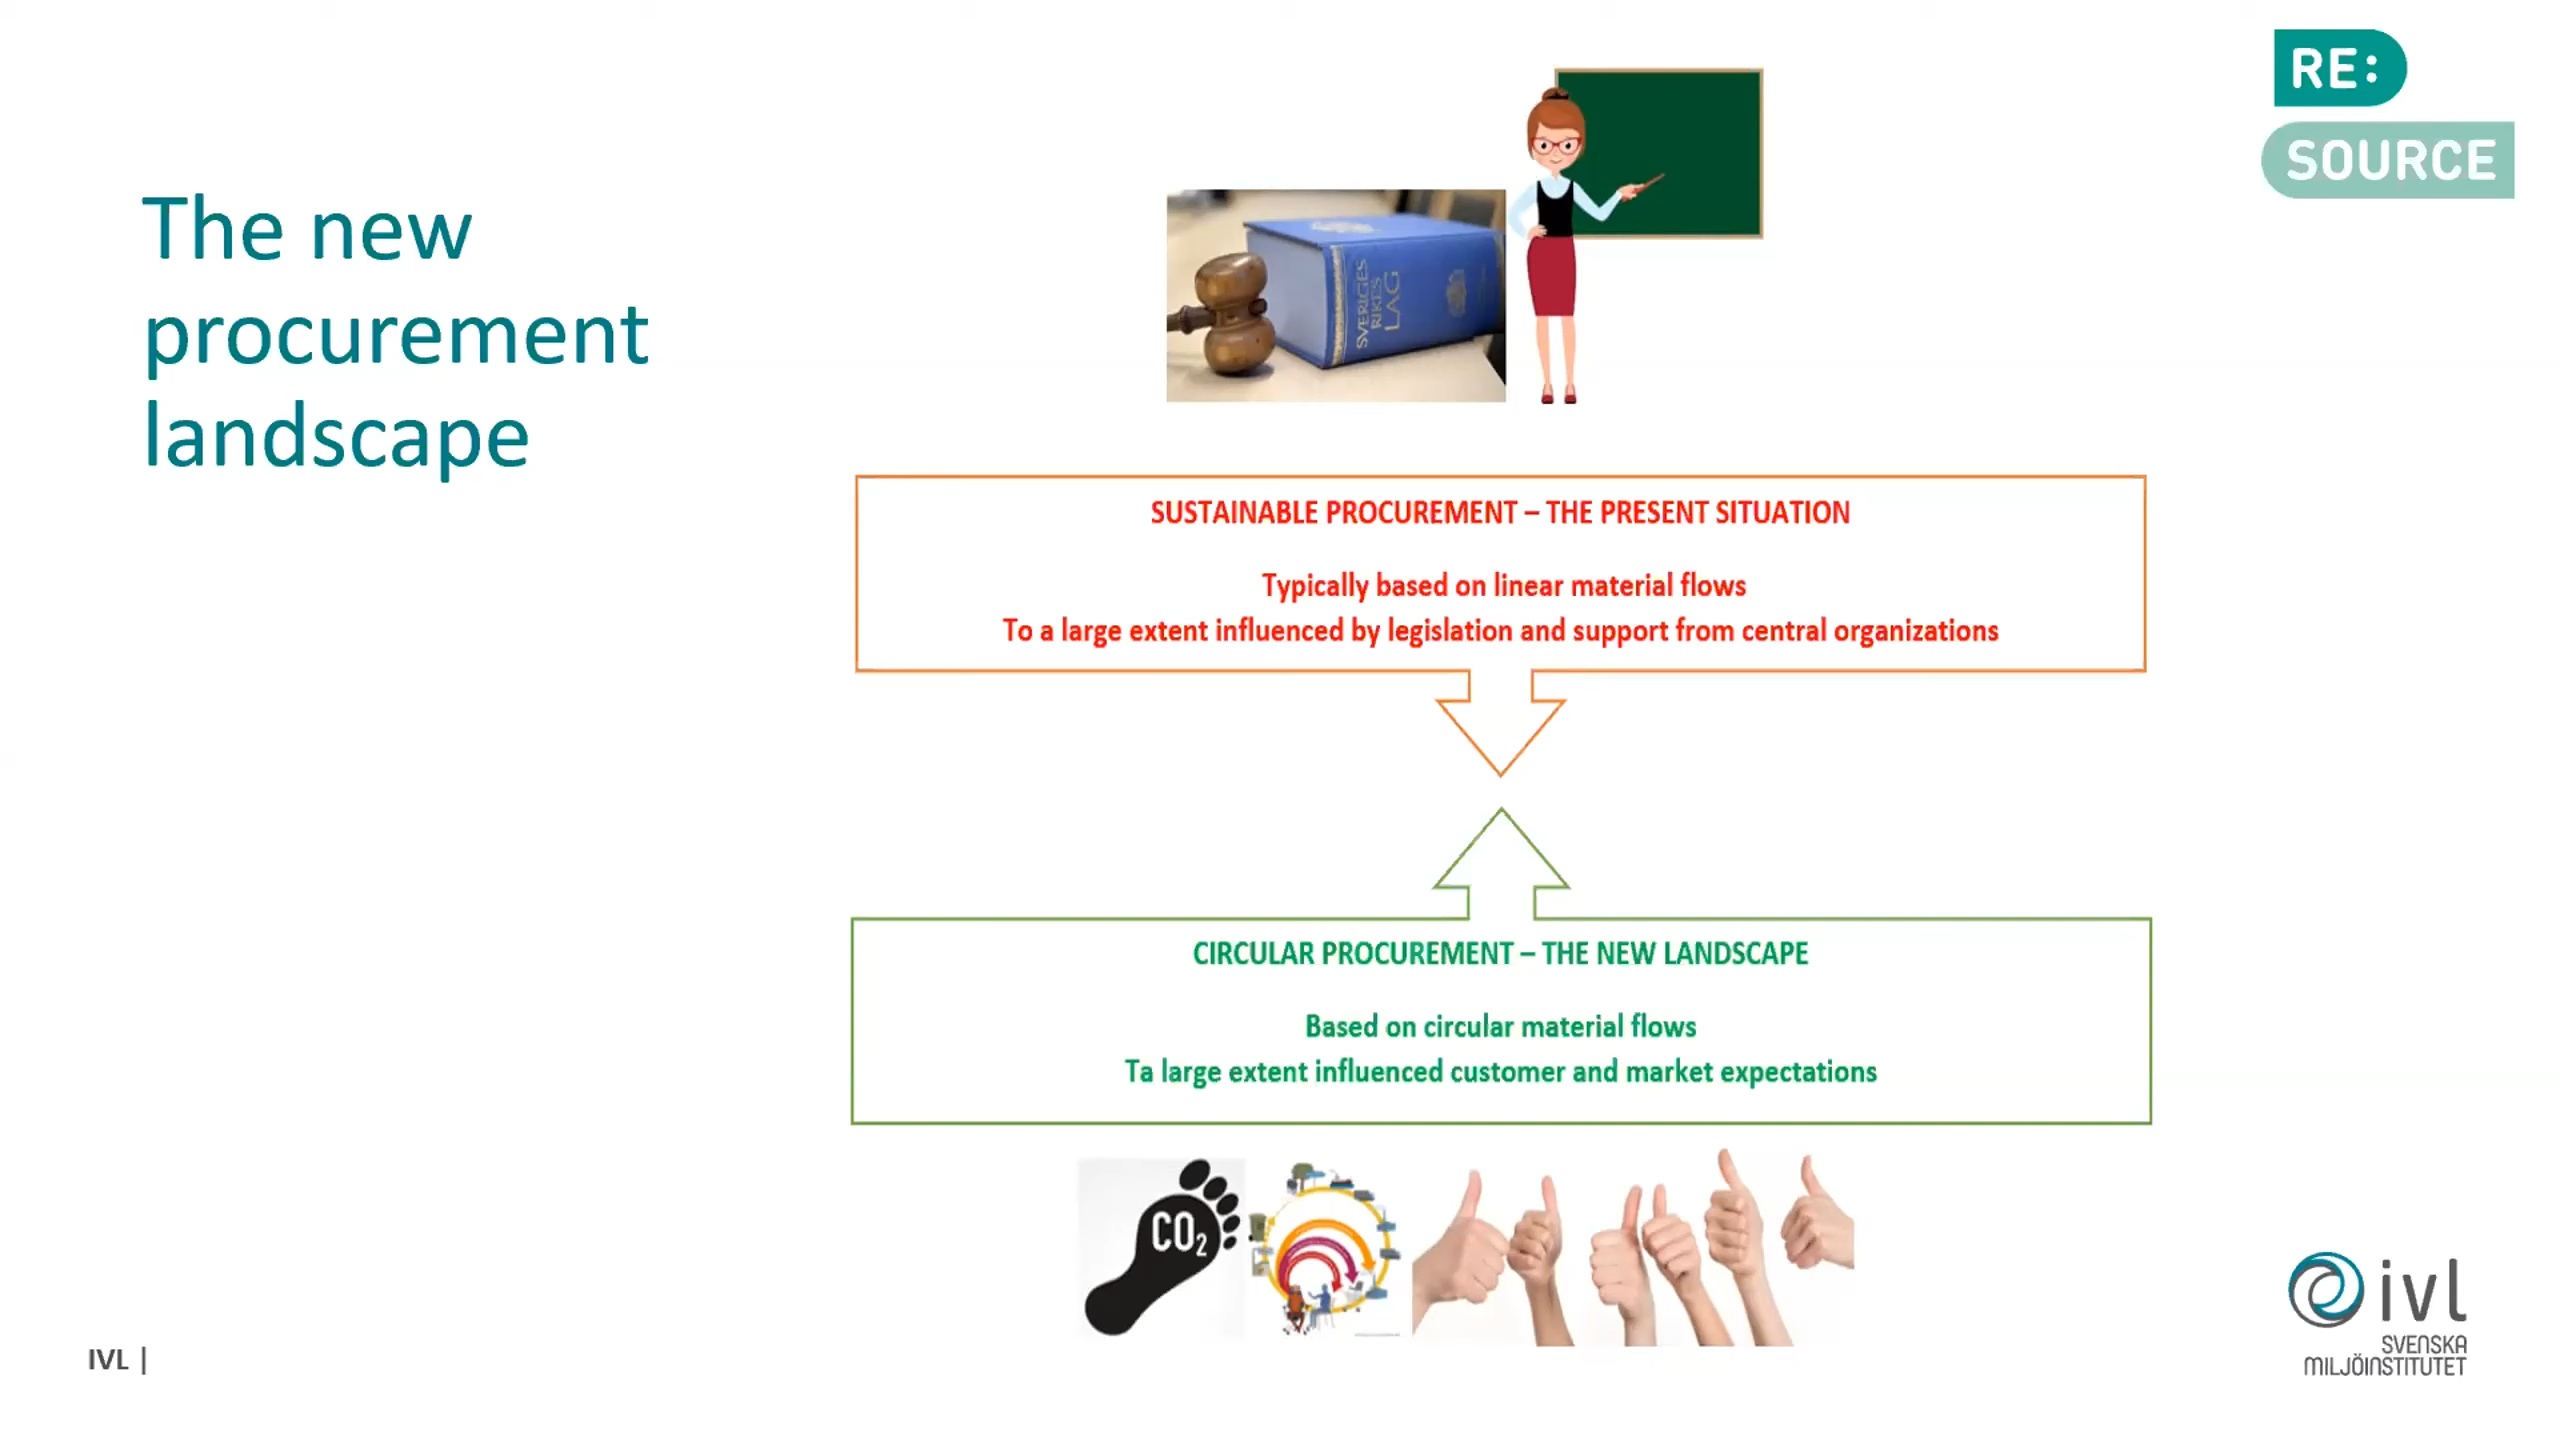 RE:
SOURCE
The new
procurement
landscape
SVERIGES
RIKES
LAG
SUSTAINABLE PROCUREMENT – THE PRESENT SITUATION
Typically based on linear material flows
To a large extent influenced by legislation and support from central organizations
CIRCULAR PROCUREMENT – THE NEW LANDSCAPE
Based on circular material flows
Ta large extent influenced customer and market expectations
CO2
IVL |
ivl
SVENSKA
MILJÖINSTITUTET